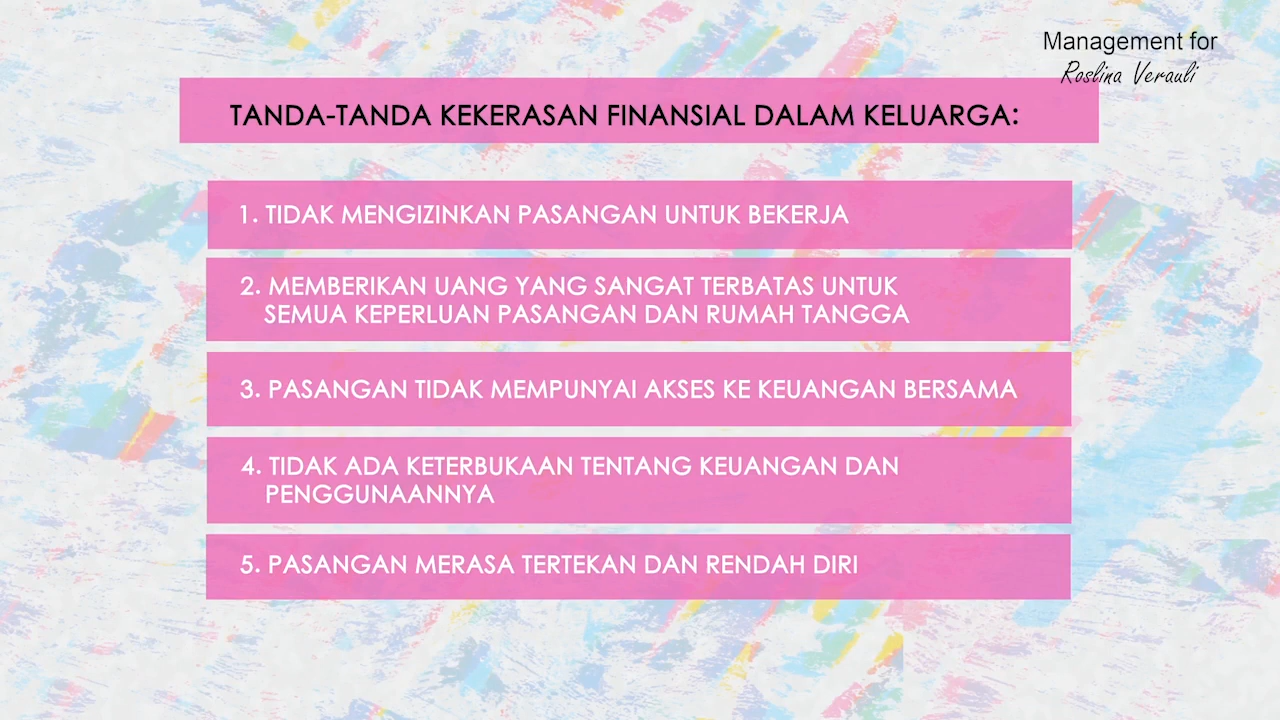 Management for
Roslina Verauli
TANDA-TANDA KEKERASAN FINANSIAL DALAM KELUARGA:
1. TIDAK MENGIZINKAN PASANGAN UNTUK BEKERJA
2. MEMBERIKAN UANG YANG SANGAT TERBATAS UNTUK
SEMUA KEPERLUAN PASANGAN DAN RUMAH TANGGA
3. PASANGAN TIDAK MEMPUNYAI AKSES KE KEUANGAN BERSAMA
4. TIDAK ADA KETERBUKAAN TENTANG KEUANGAN DAN
PENGGUNAANNYA
5. PASANGAN MERASA TERTEKAN DAN RENDAH DIRI